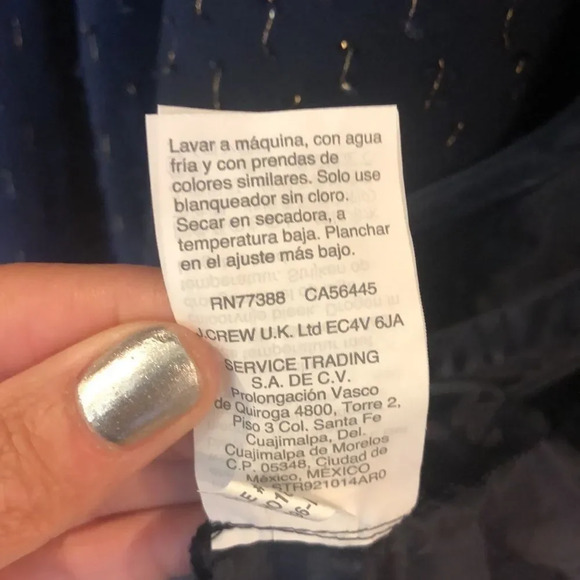 Lavar a máquina, con agua
fría y con prendas de
colores similares. Solo use
blanqueador sin cloro.
Secar en secadora, a
temperatura baja. Planchar
en el ajuste más bajo.
RN77388 CA56445
J.CREW U.K. Ltd EC4V 6JA
SERVICE TRADING
S.A. DE C.V.
Prolongación Vasco
de Quiroga 4800, Torre 2,
Piso 3 Col. Santa Fe
Cuajimalpa, Del.
Cuajimalpa de Morelos
C.P. 05348, Ciudad de
México, MÉXICO
STR921014AR0